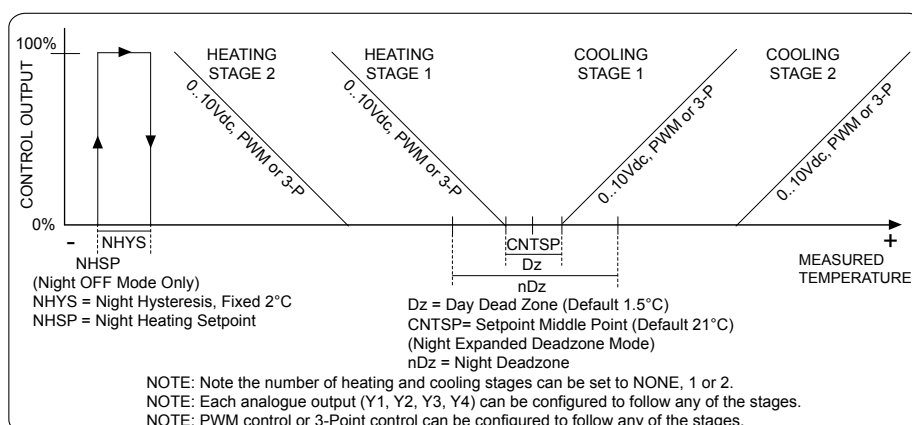 100%
HEATING
STAGE 2
HEATING
STAGE 1
COOLING
STAGE 1
COOLING
STAGE 2
CONTROL OUTPUT
0..10Vdc, PWM or 3-P
0..10Vdc, PWM or 3-P
0..10Vdc, PWM or 3-P
0..10Vdc, PWM or 3-P
0%
-
NHYS
CNTSP
+
NHSP
Dz
MEASURED
TEMPERATURE
(Night OFF Mode Only)
nDz
NHYS = Night Hysteresis, Fixed 2°C
NHSP = Night Heating Setpoint
Dz = Day Dead Zone (Default 1.5°C)
CNTSP= Setpoint Middle Point (Default 21°C)
(Night Expanded Deadzone Mode)
nDz = Night Deadzone
NOTE: Note the number of heating and cooling stages can be set to NONE, 1 or 2.
NOTE: Each analogue output (Y1, Y2, Y3, Y4) can be configured to follow any of the stages.
NOTE: PWM control or 3-Point control can be configured to follow any of the stages.